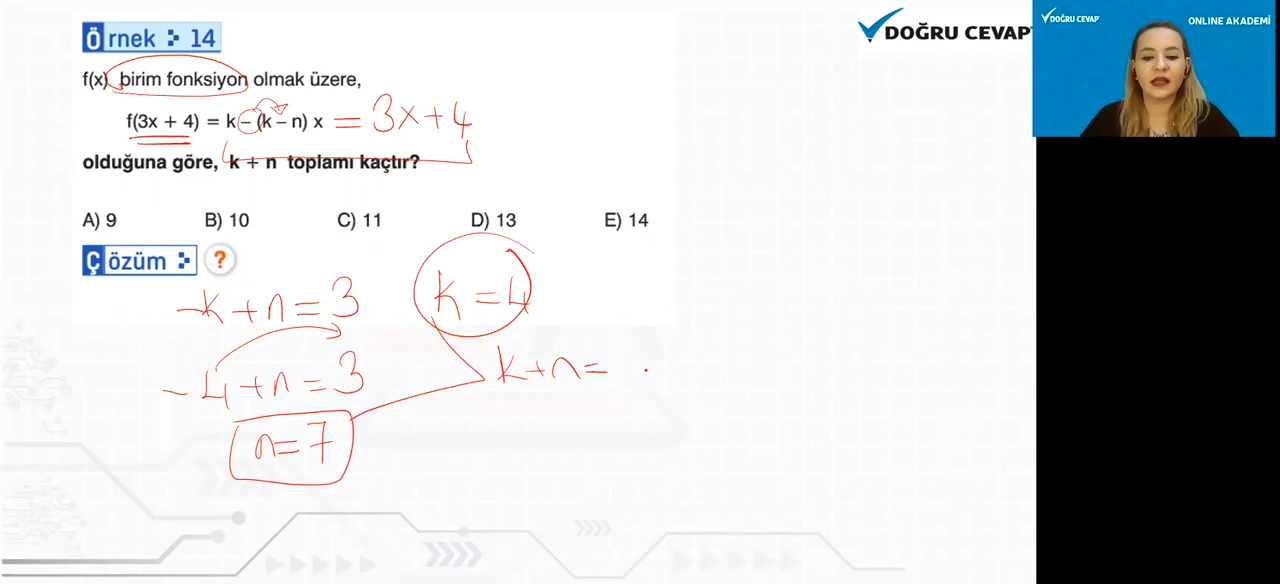 Örnek 14
f(x) birim fonksiyon olmak üzere,
f(3x + 4) = k – (k – n) x = 3x+4
olduğuna göre, k + n toplamı kaçtır?
A) 9 B) 10 C) 11 D) 13 E) 14
Çözüm ?
-k+n=3
k=4
-4+n=3
k+n=
n=7
DOĞRU CEVAP
DOĞRU CEVAP
ONLINE AKADEMİ